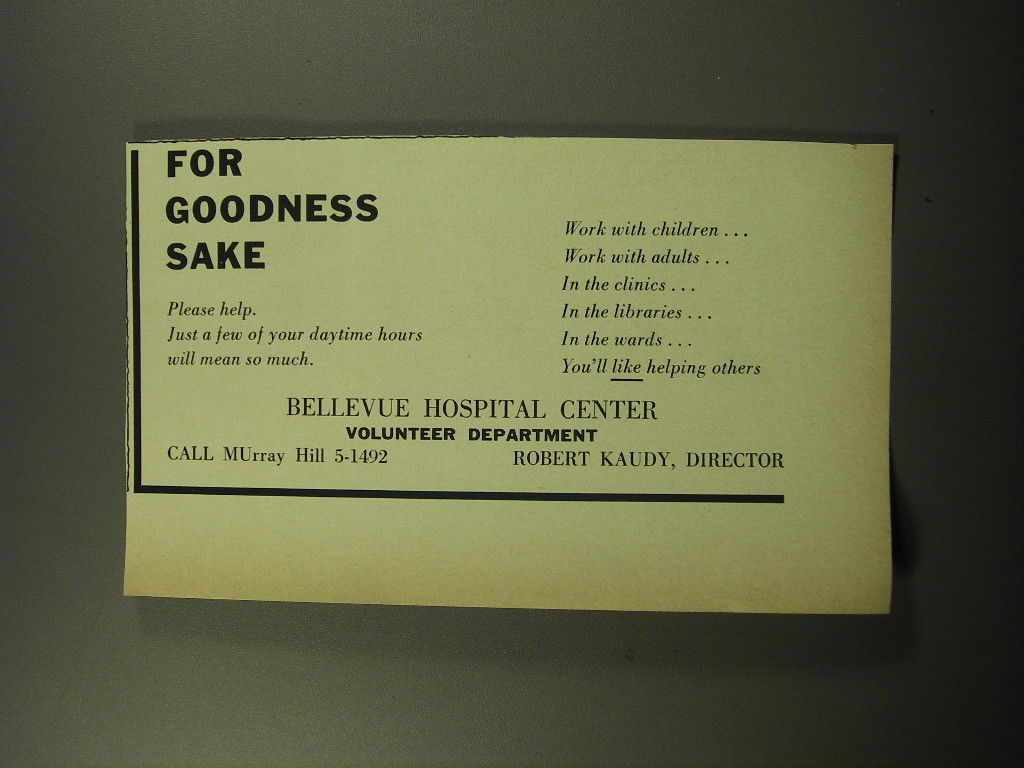 FOR
GOODNESS
SAKE
Please help.
Just a few of your daytime hours
will mean so much.
Work with children . . .
Work with adults . . .
In the clinics . . .
In the libraries . . .
In the wards . . .
You'll like helping others
BELLEVUE HOSPITAL CENTER
VOLUNTEER DEPARTMENT
CALL MUrray Hill 5-1492
ROBERT KAUDY, DIRECTOR